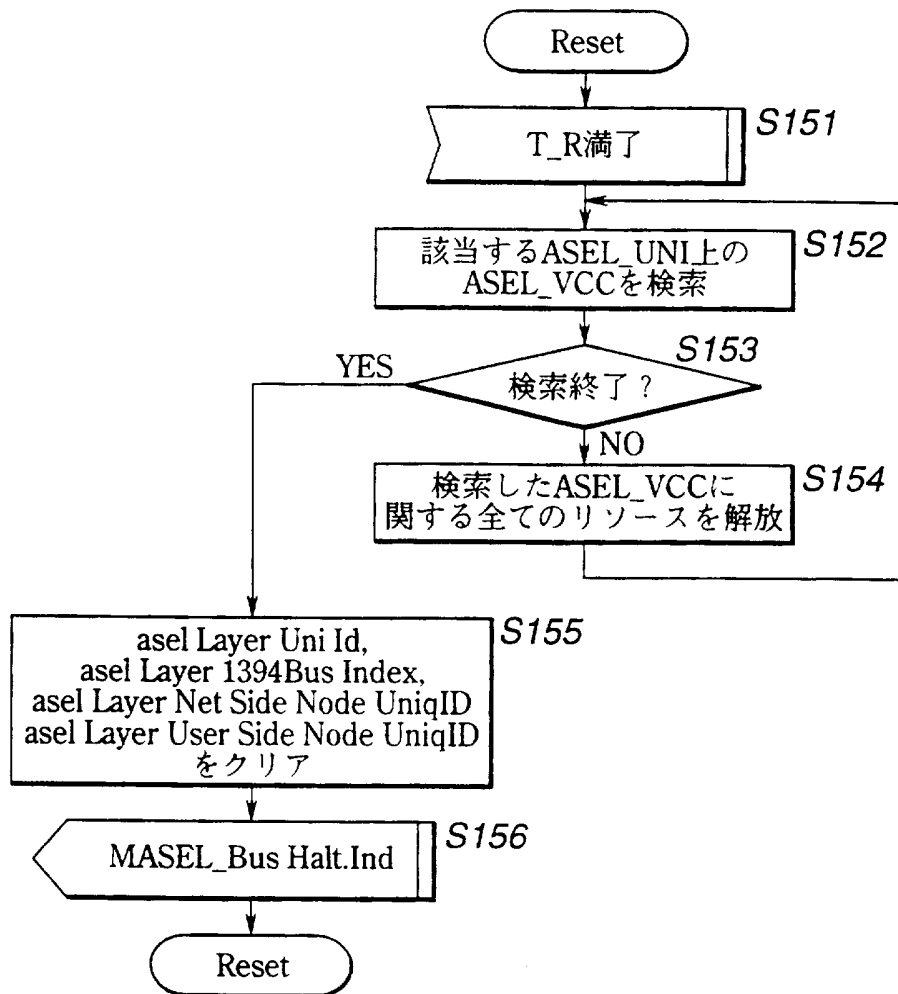 Reset
S151
T_R満了
S152
該当するASEL_UNI上の
ASEL_VCCを検索
S153
YES
検索終了？
NO
S154
検索したASEL_VCCに
関する全てのリソースを解放
S155
asel Layer Uni Id,
asel Layer 1394Bus Index,
asel Layer Net Side Node UniqID
asel Layer User Side Node UniqID
をクリア
S156
MASEL_Bus Halt.Ind
Reset